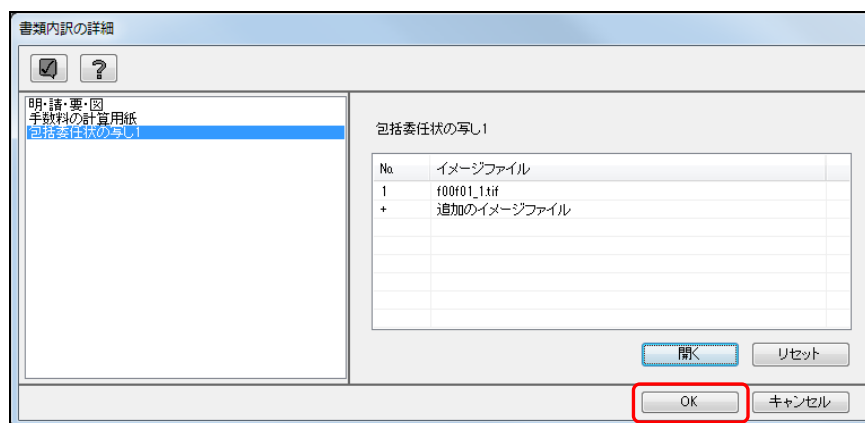 書類内訳の詳細
?
明・請・要・図
手数料の計算用紙
包括委任状の写し1
包括委任状の写し1
No. イメージファイル
1 f00f01_1.tif
+ 追加のイメージファイル
開く リセット
OK キャンセル